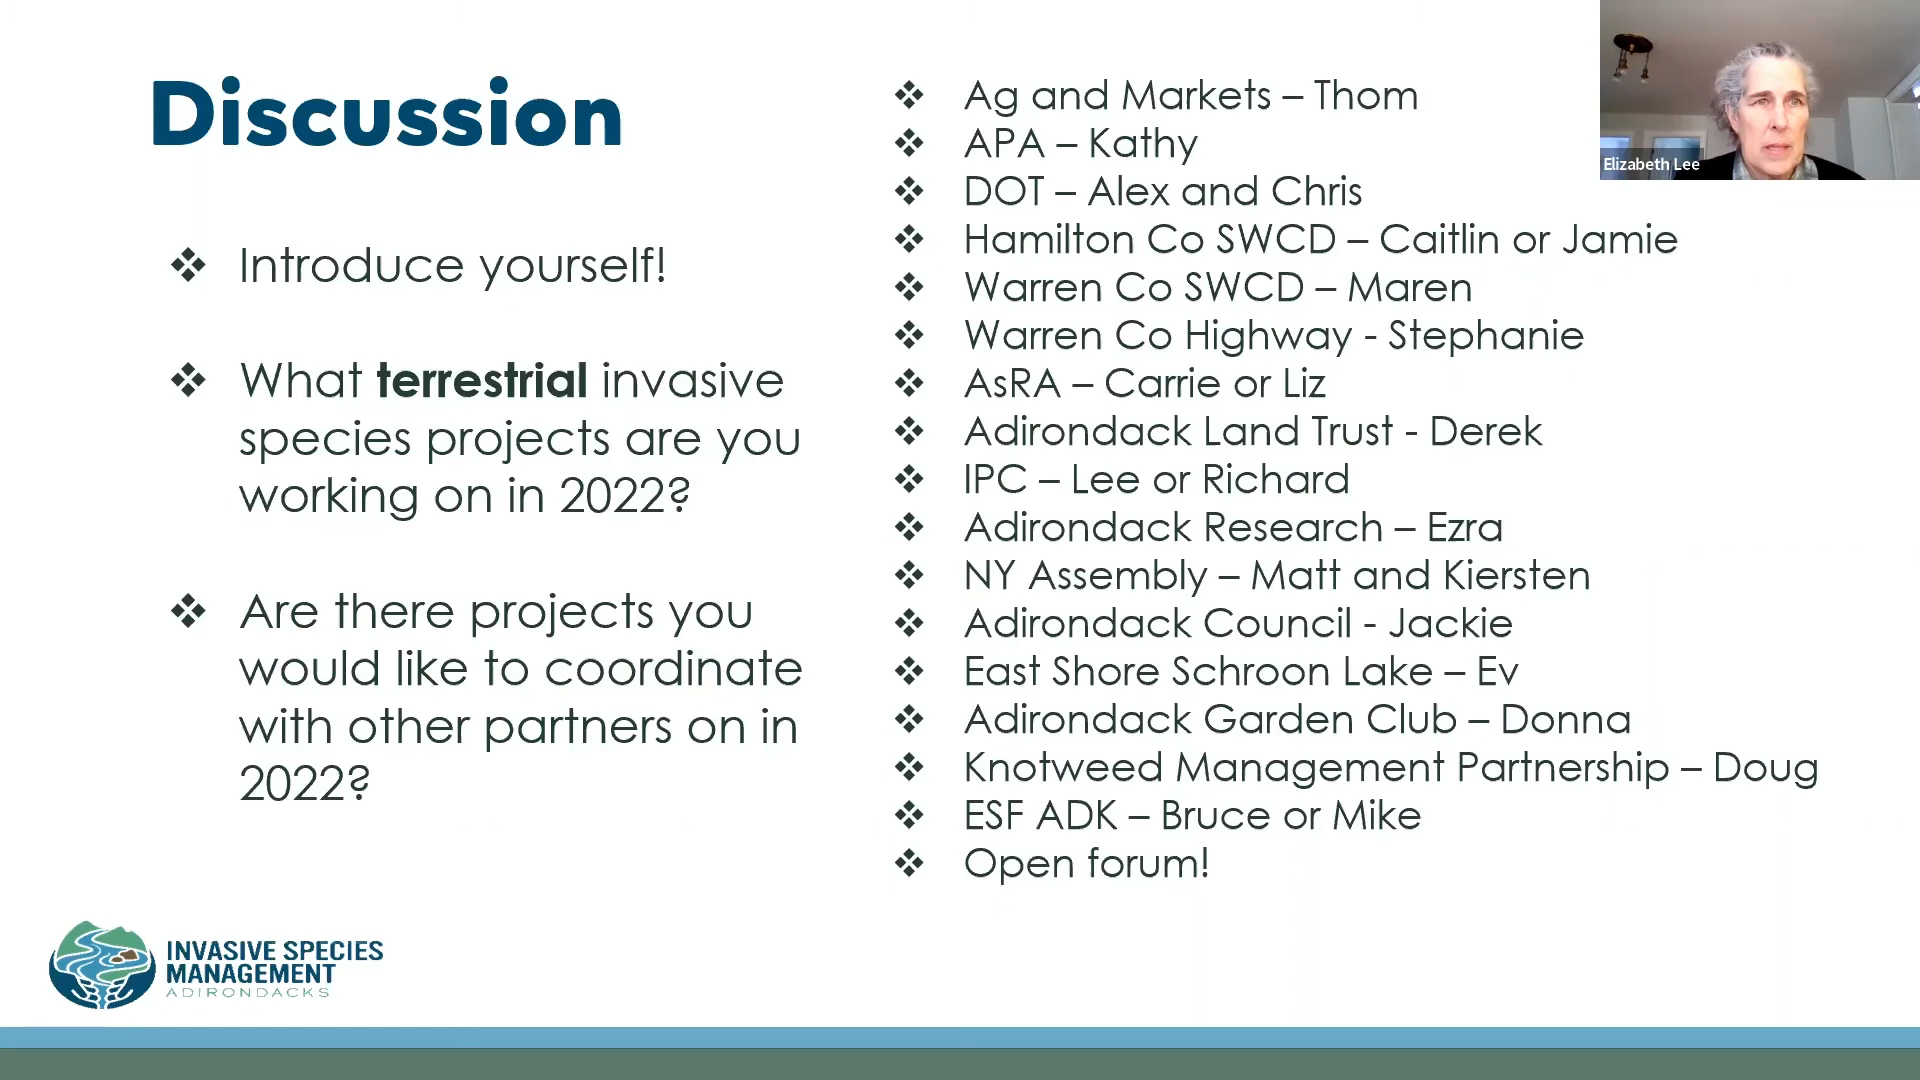 Discussion
Introduce yourself!
What terrestrial invasive
species projects are you
working on in 2022?
Are there projects you
would like to coordinate
with other partners on in
2022?
Ag and Markets – Thom
APA – Kathy
DOT – Alex and Chris
Hamilton Co SWCD – Caitlin or Jamie
Warren Co SWCD – Maren
Warren Co Highway - Stephanie
AsRA – Carrie or Liz
Adirondack Land Trust - Derek
IPC – Lee or Richard
Adirondack Research – Ezra
NY Assembly – Matt and Kiersten
Adirondack Council - Jackie
East Shore Schroon Lake – Ev
Adirondack Garden Club – Donna
Knotweed Management Partnership – Doug
ESF ADK – Bruce or Mike
Open forum!
Elizabeth Lee
INVASIVE SPECIES
MANAGEMENT
ADIRONDACKS